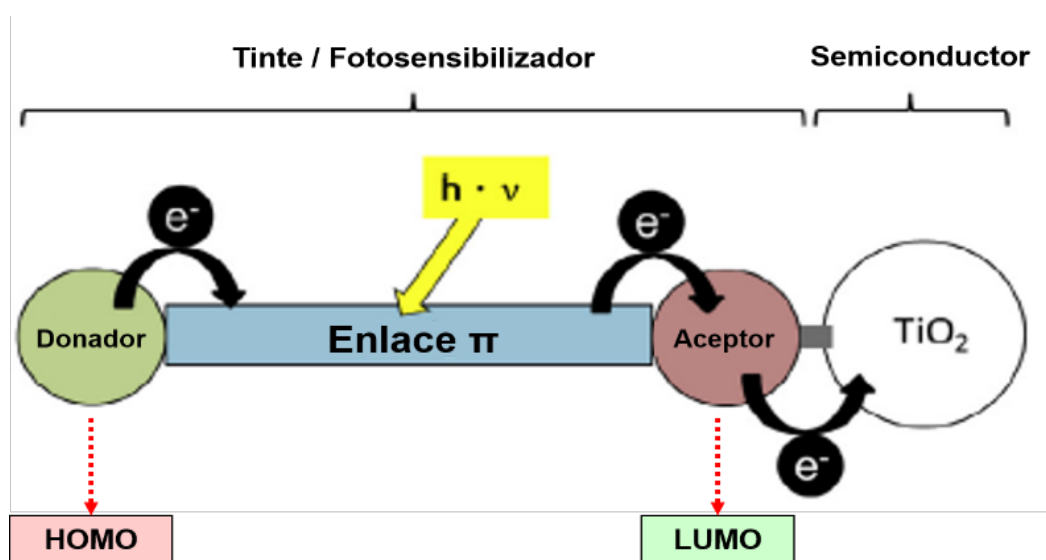 Tinte / Fotosensibilizador
Semiconductor
h · ν
e⁻
e⁻
Donador
Enlace π
Aceptor
TiO₂
e⁻
HOMO
LUMO